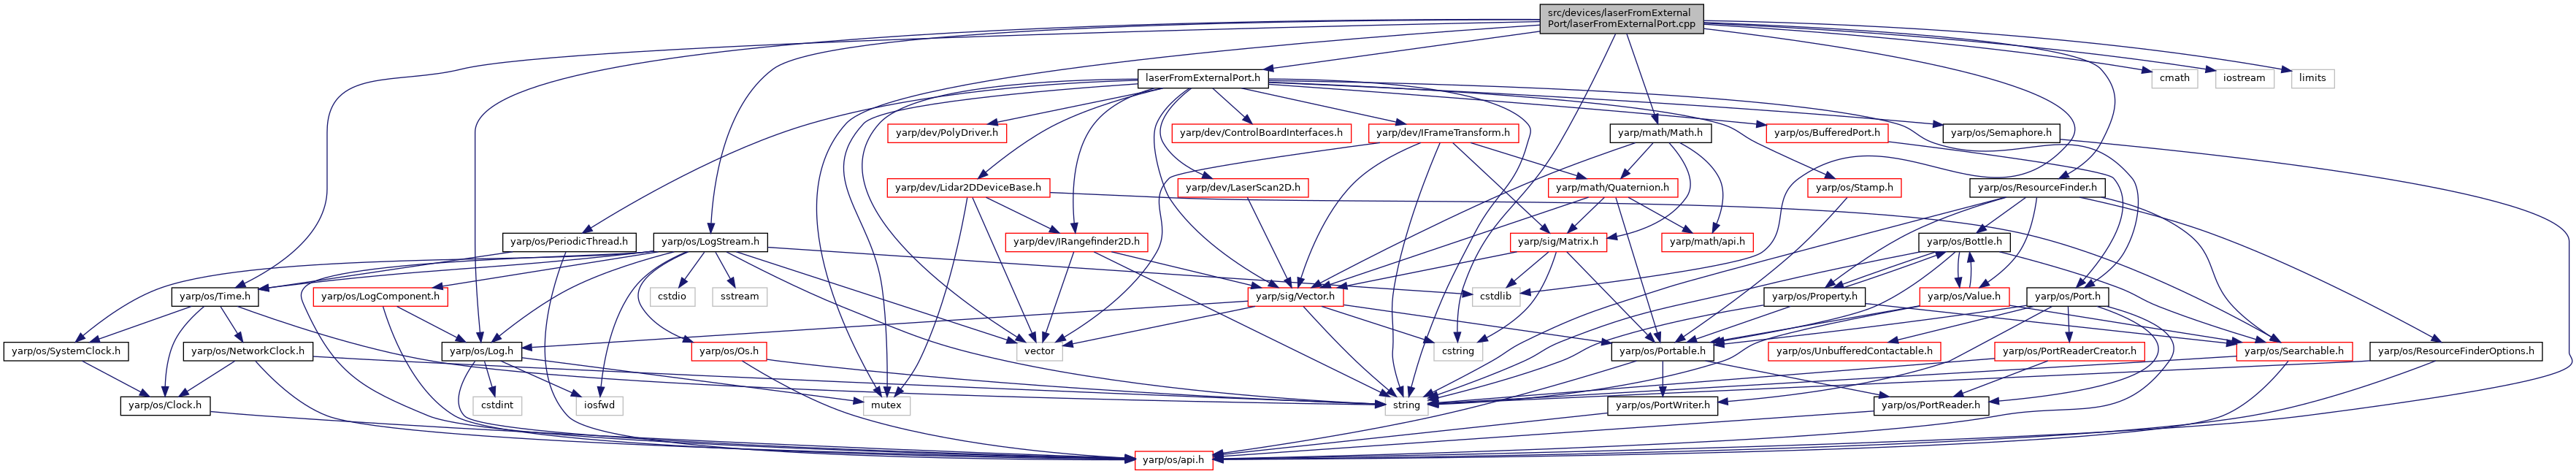 src/devices/laserFromExternal
Port/laserFromExternalPort.cpp
laserFromExternalPort.h
cmath
iostream
limits
yarp/dev/PolyDriver.h
yarp/dev/ControlBoardInterfaces.h
yarp/dev/IFrameTransform.h
yarp/math/Math.h
yarp/os/BufferedPort.h
yarp/os/Semaphore.h
yarp/dev/Lidar2DDeviceBase.h
yarp/dev/LaserScan2D.h
yarp/math/Quaternion.h
yarp/os/Stamp.h
yarp/os/ResourceFinder.h
yarp/os/PeriodicThread.h
yarp/os/LogStream.h
yarp/dev/IRangefinder2D.h
yarp/sig/Matrix.h
yarp/math/api.h
yarp/os/Bottle.h
yarp/os/Time.h
yarp/os/LogComponent.h
cstdio
sstream
yarp/sig/Vector.h
cstdlib
yarp/os/Property.h
yarp/os/Value.h
yarp/os/Port.h
yarp/os/SystemClock.h
yarp/os/NetworkClock.h
yarp/os/Log.h
yarp/os/Os.h
vector
cstring
yarp/os/Portable.h
yarp/os/UnbufferedContactable.h
yarp/os/PortReaderCreator.h
yarp/os/Searchable.h
yarp/os/ResourceFinderOptions.h
yarp/os/Clock.h
cstdint
iosfwd
mutex
string
yarp/os/PortWriter.h
yarp/os/PortReader.h
yarp/os/api.h